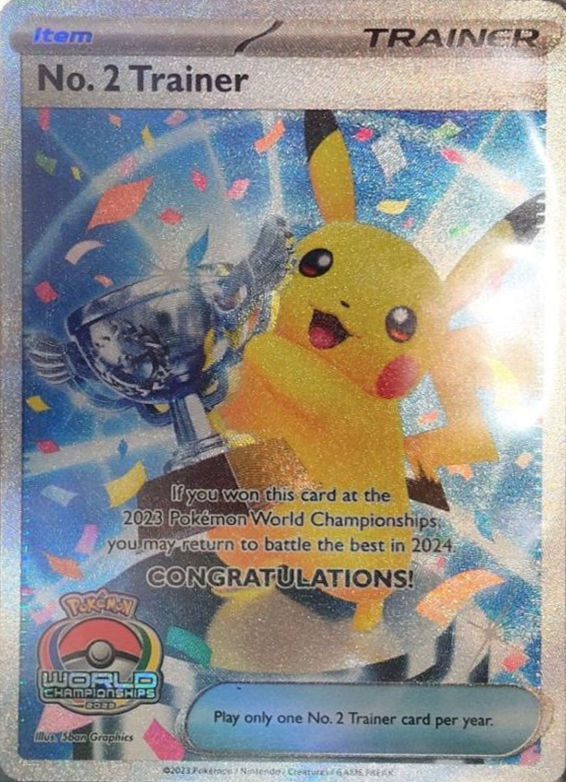 Item
TRAINER
No. 2 Trainer
If you won this card at the
2023 Pokémon World Championships,
you may return to battle the best in 2024.
CONGRATULATIONS!
Pokémon
WORLD
CHAMPIONSHIPS
2023
Play only one No. 2 Trainer card per year.
Illus. 5ban Graphics
©2023 Pokémon / Nintendo / Creatures / GAME FREAK